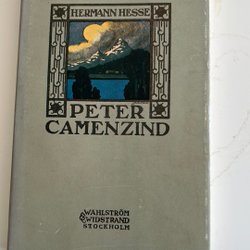 HERMANN HESSE
PETER
CAMENZIND
WAHLSTRÖM
& WIDSTRAND
STOCKHOLM